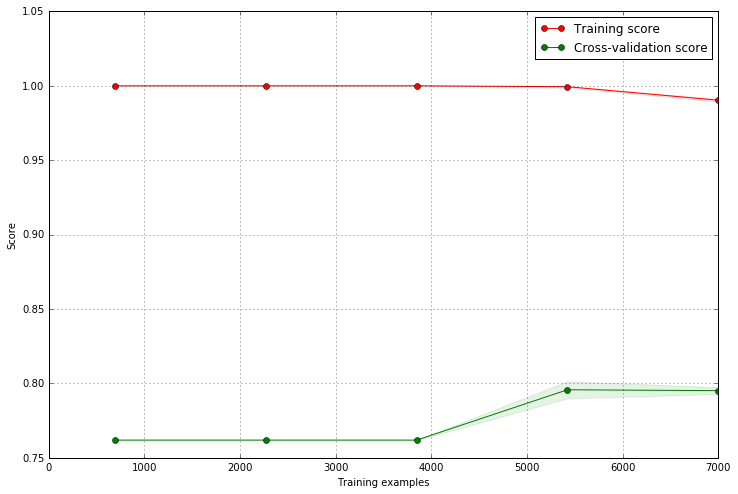 1.05
Training score
Cross-validation score
1.00
0.95
0.90
Score
0.85
0.80
0.75
0 1000 2000 3000 4000 5000 6000 7000
Training examples